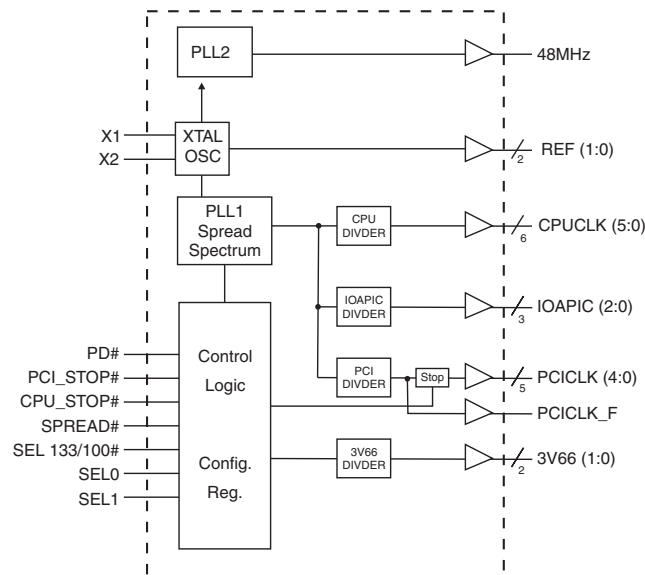 PLL2
48MHz
X1
X2
XTAL
OSC
2
REF (1:0)
PLL1
Spread
Spectrum
CPU
DIVDER
6
CPUCLK (5:0)
IOAPIC
DIVDER
3
IOAPIC (2:0)
PD#
PCI_STOP#
CPU_STOP#
SPREAD#
SEL 133/100#
SEL0
SEL1
Control
Logic
Config.
Reg.
PCI
DIVDER
Stop
5
PCICLK (4:0)
PCICLK_F
3V66
DIVDER
2
3V66 (1:0)